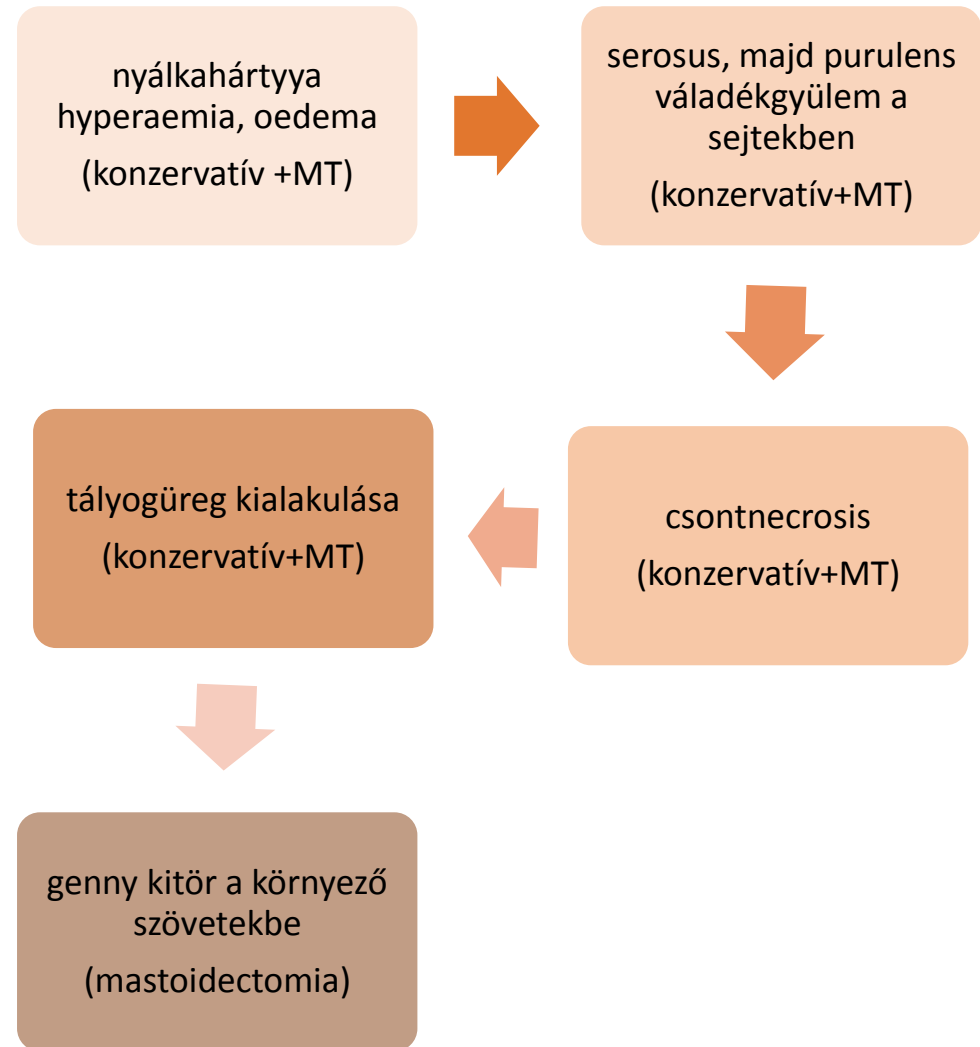 nyálkahártyya
hyperaemia, oedema
(konzervatív +MT)
serosus, majd purulens
váladékgyülem a
sejtekben
(konzervatív+MT)
csontnecrosis
(konzervatív+MT)
tályogüreg kialakulása
(konzervatív+MT)
genny kitör a környező
szövetekbe
(mastoidectomia)